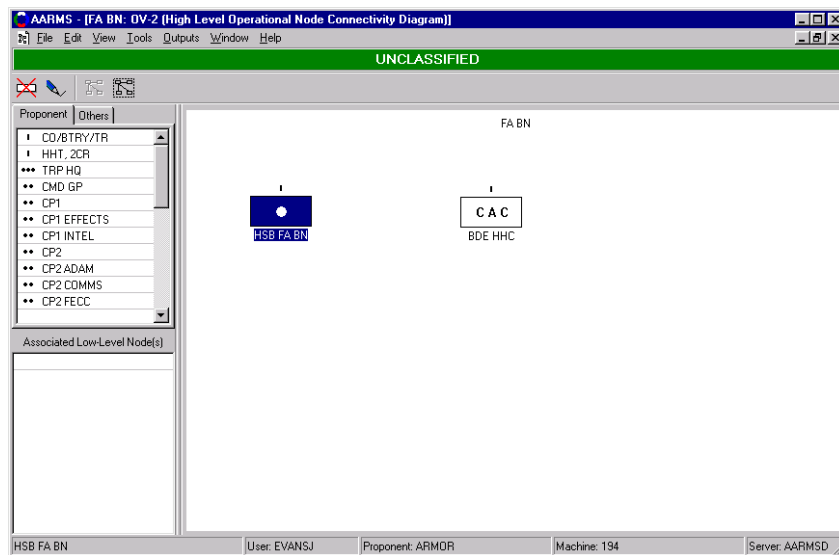 AARMS - [FA BN: OV-2 (High Level Operational Node Connectivity Diagram)]
File Edit View Tools Outputs Window Help
UNCLASSIFIED
Proponent Others
CO/BTRY/TR
HHT, 2CR
TRP HQ
CMD GP
CP1
CP1 EFFECTS
CP1 INTEL
CP2
CP2 ADAM
CP2 COMMS
CP2 FECC
Associated Low-Level Node(s)
FA BN
HSB FA BN
C A C
BDE HHC
HSB FA BN User: EVANSJ Proponent: ARMOR Machine: 194 Server: AARMSD